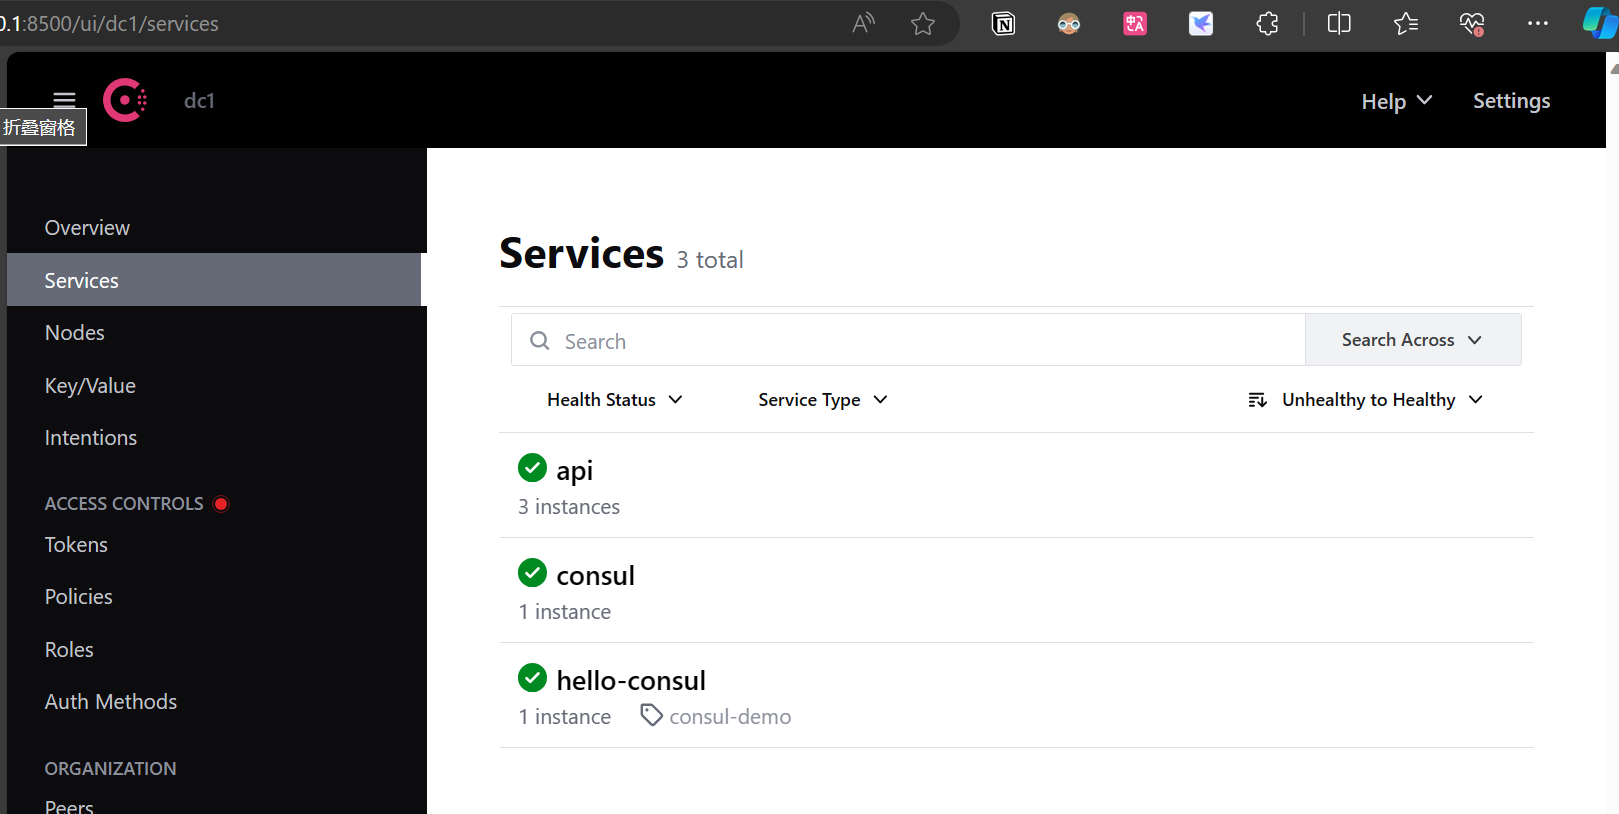 0.1:8500/ui/dc1/services
dc1
Help
Settings
折叠窗格
Overview
Services
Nodes
Key/Value
Intentions
ACCESS CONTROLS
Tokens
Policies
Roles
Auth Methods
ORGANIZATION
Peers
Services 3 total
Search
Search Across
Health Status
Service Type
Unhealthy to Healthy
api
3 instances
consul
1 instance
hello-consul
1 instance consul-demo